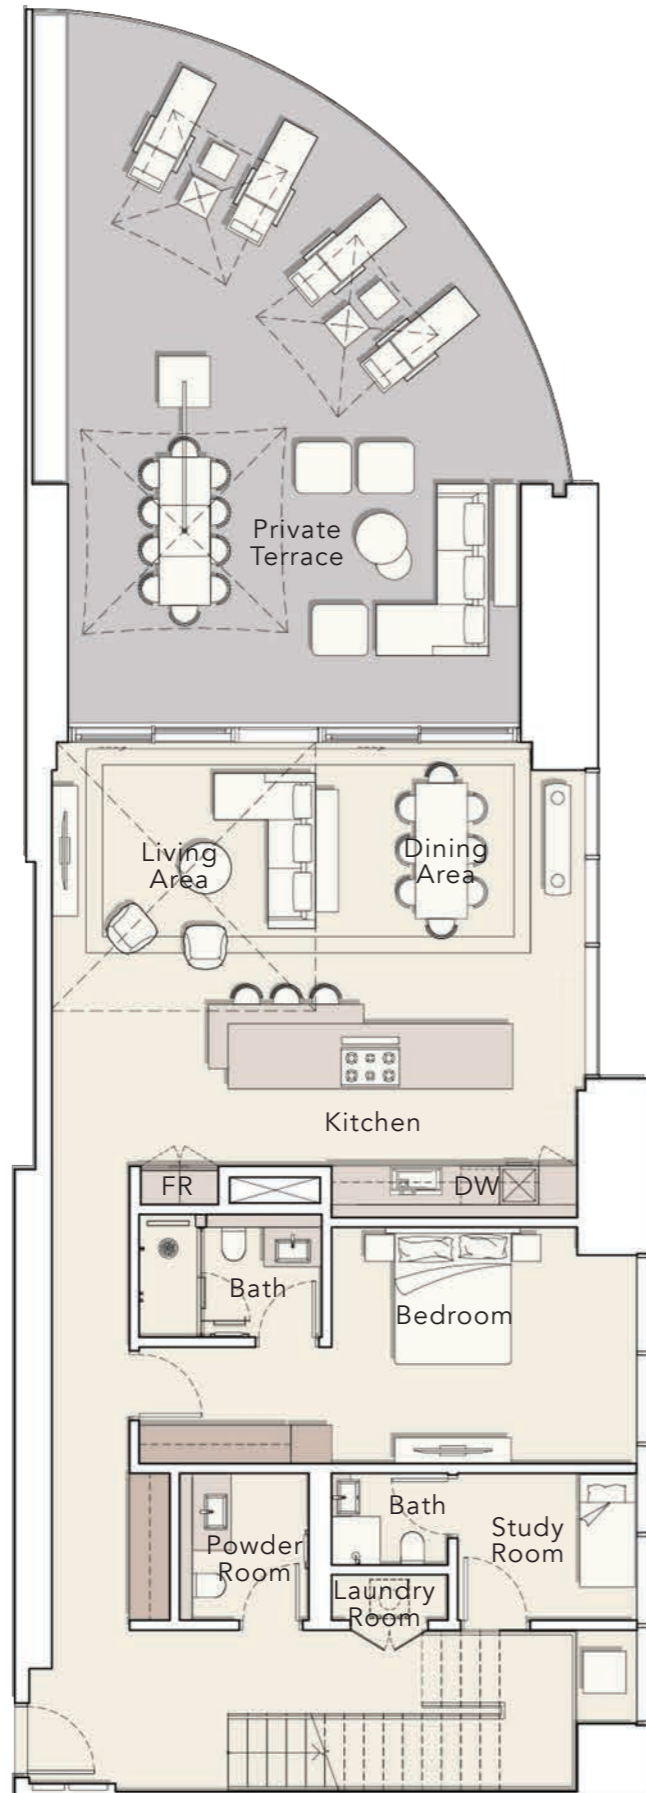 Private
Terrace
Living
Area
Dining
Area
Kitchen
FR
DW
Bath
Bedroom
Bath
Study
Room
Powder
Room
Laundry
Room